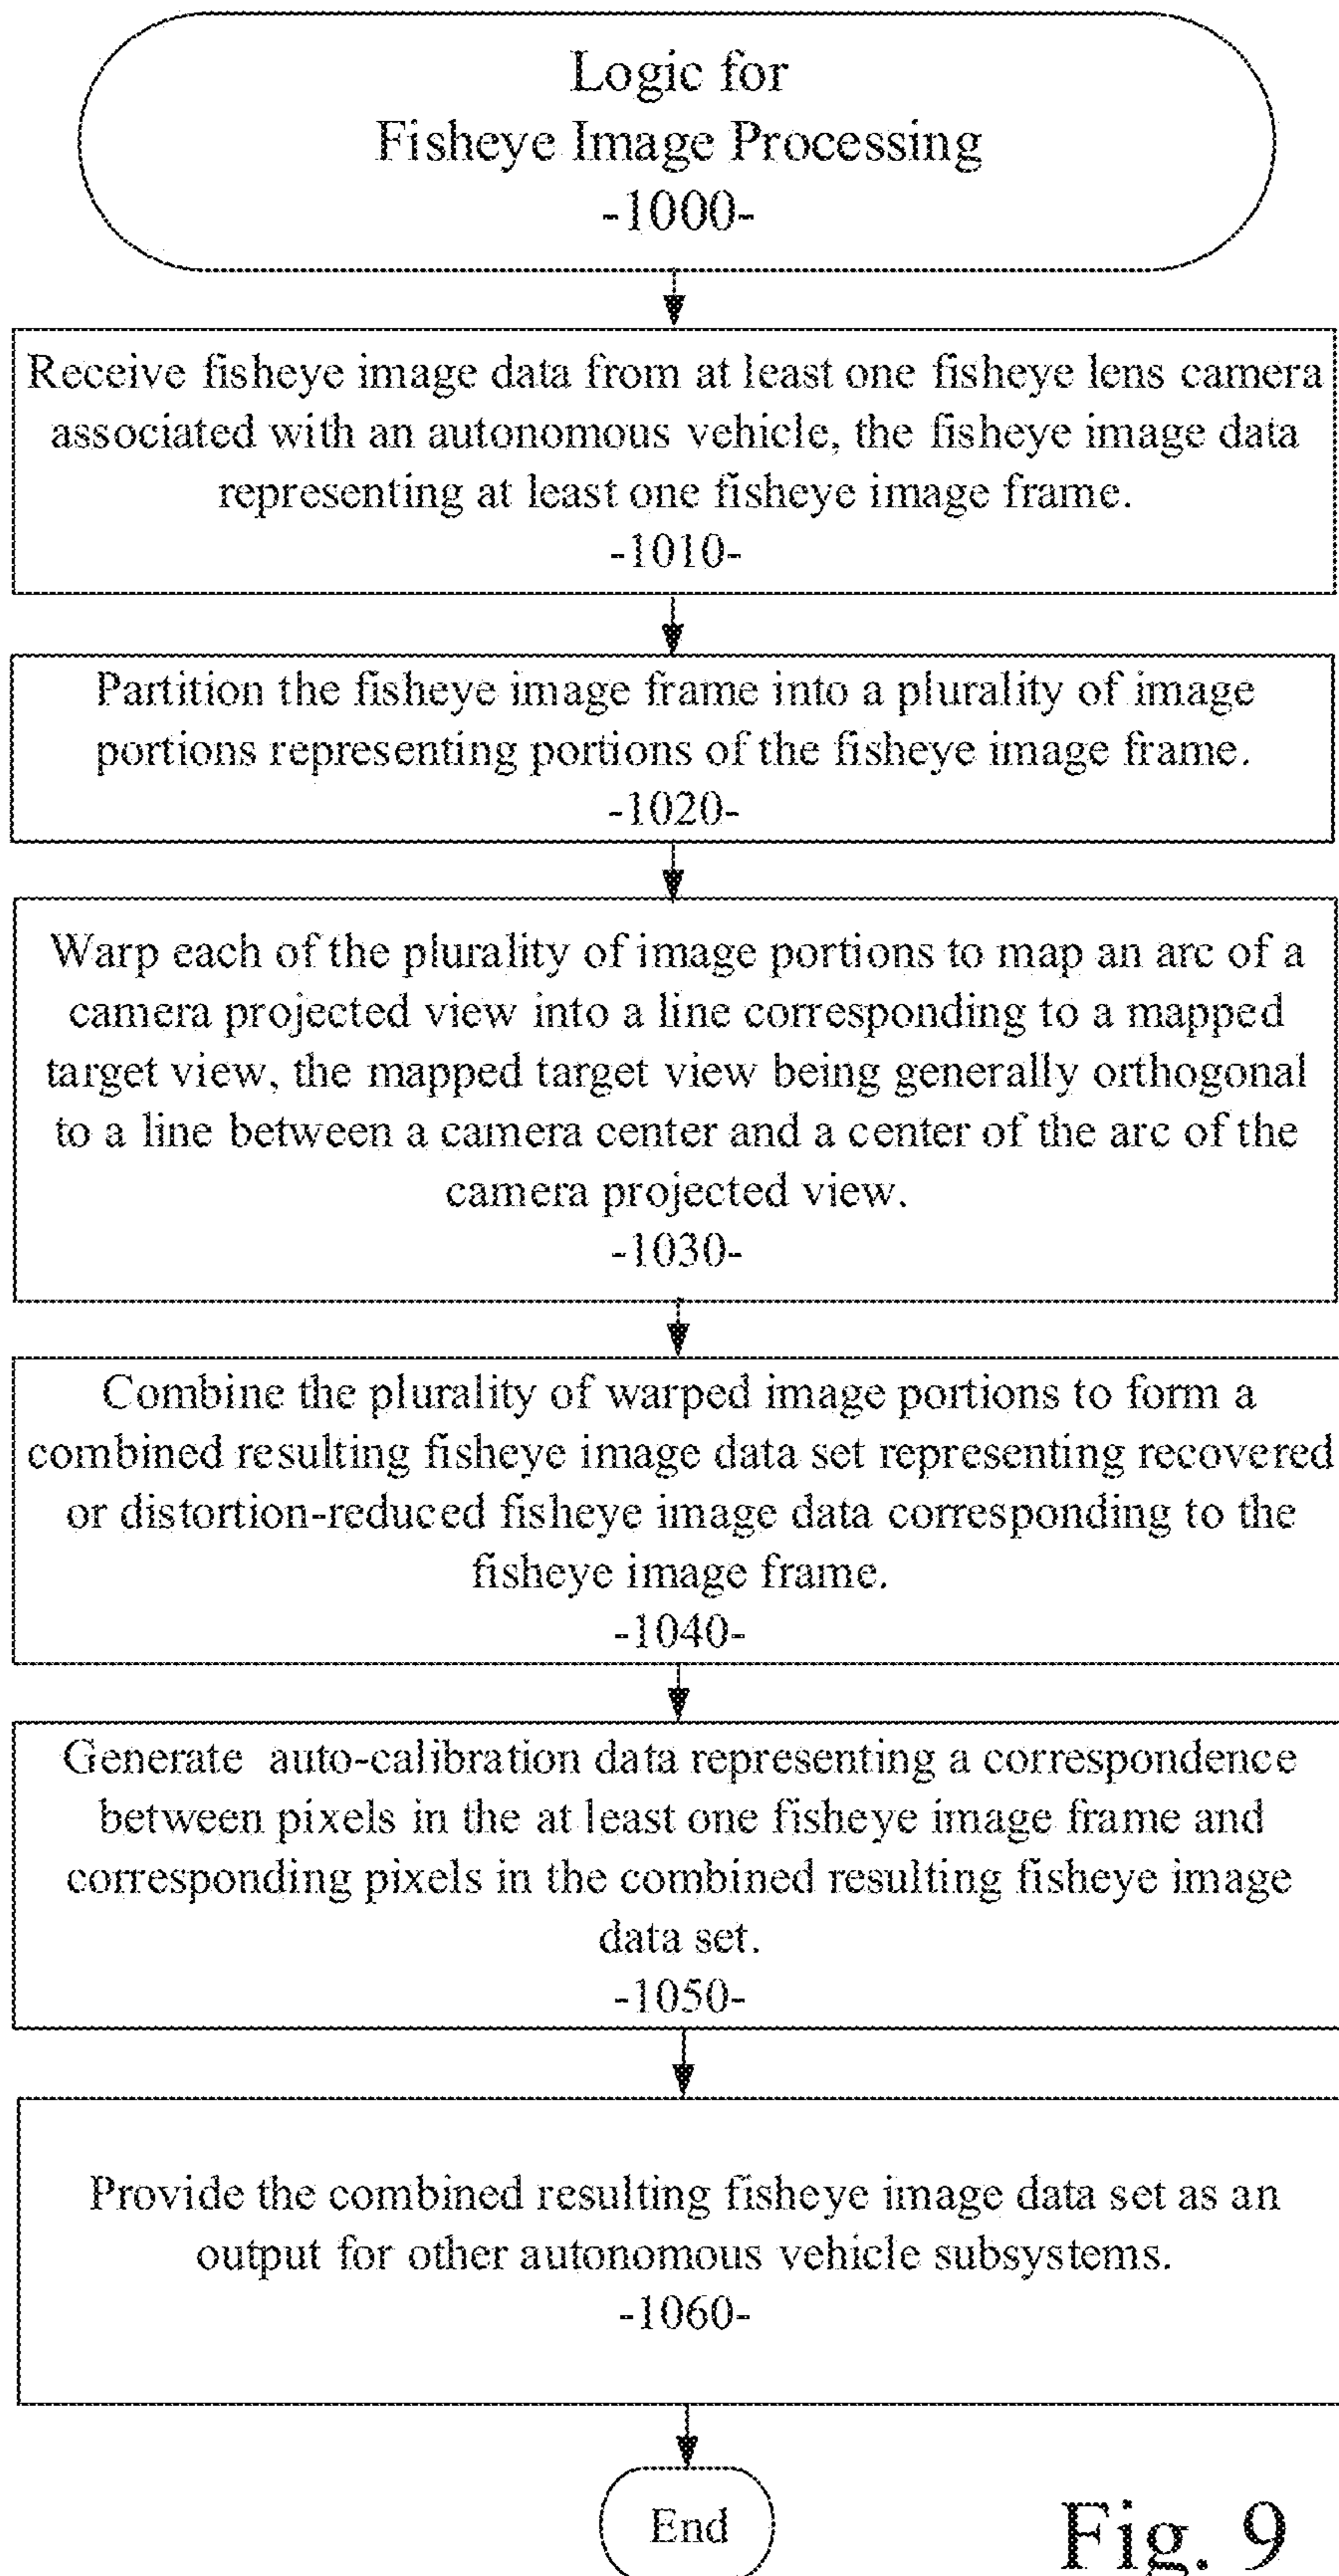 Logic for
Fisheye Image Processing
-1000-
Receive fisheye image data from at least one fisheye lens camera
associated with an autonomous vehicle, the fisheye image data
representing at least one fisheye image frame.
-1010-
Partition the fisheye image frame into a plurality of image
portions representing portions of the fisheye image frame.
-1020-
Warp each of the plurality of image portions to map an arc of a
camera projected view into a line corresponding to a mapped
target view, the mapped target view being generally orthogonal
to a line between a camera center and a center of the arc of the
camera projected view.
-1030-
Combine the plurality of warped image portions to form a
combined resulting fisheye image data set representing recovered
or distortion-reduced fisheye image data corresponding to the
fisheye image frame.
-1040-
Generate auto-calibration data representing a correspondence
between pixels in the at least one fisheye image frame and
corresponding pixels in the combined resulting fisheye image
data set.
-1050-
Provide the combined resulting fisheye image data set as an
output for other autonomous vehicle subsystems.
-1060-
End
Fig. 9